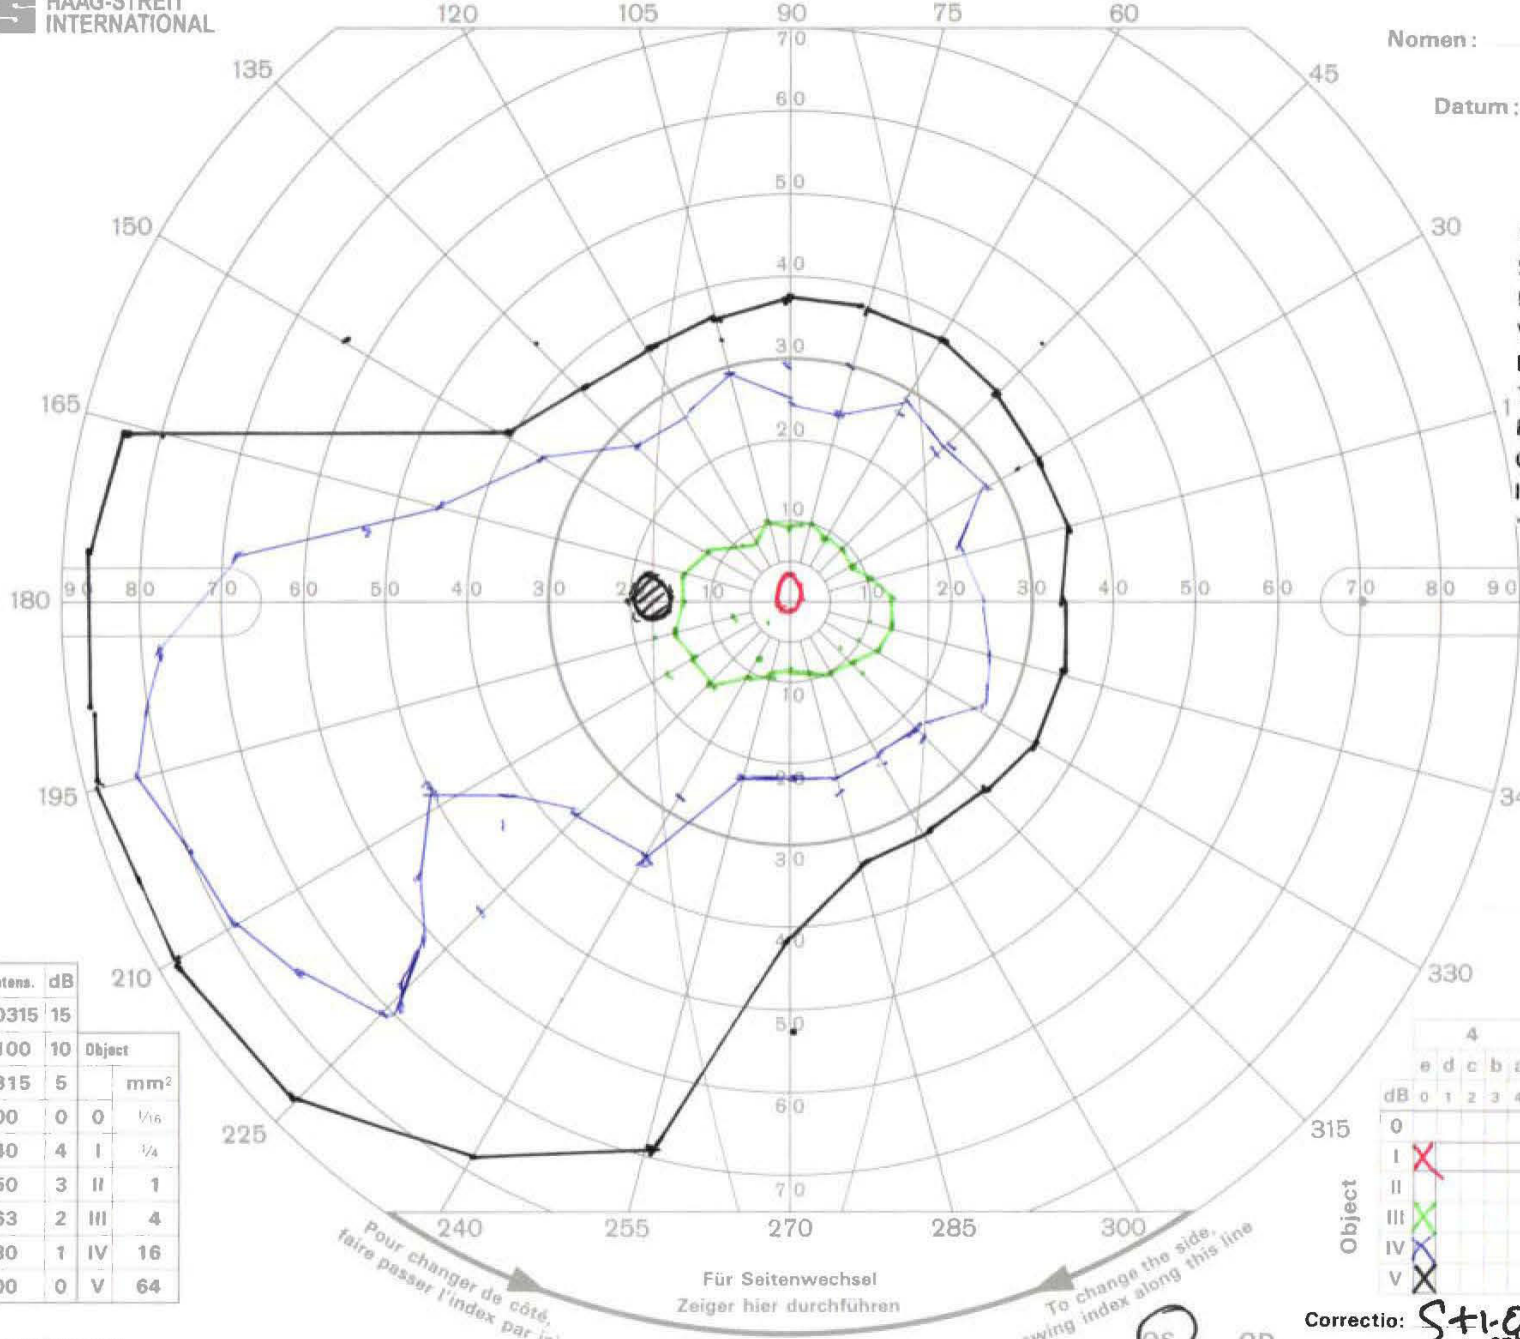 HAAG-STREIT
INTERNATIONAL
120 105 90 75 60
135 45
150 30
165
180
195
210 330
225 315
240 255 270 285 300
70
60
50
40
30
20
10
90 80 70 60 50 40 30 10 10 20 30 40 50 60 70 80 90
10
20
30
40
50
60
70
Nomen:
Datum:
dB
0315 15
100 10 Object
315 5 mm²
0 0 1/16
4 I 1/4
3 II 1
2 III 4
1 IV 16
0 V 64
Pour changer de côté,
faire passer l'index par
Für Seitenwechsel
Zeiger hier durchführen
To change the side,
index along this line
4
e d c b a
dB 0 1 2 3 4
Object
0
I
II
III
IV
V
Correctio: